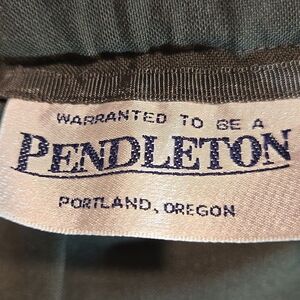 WARRANTED TO BE A
PENDLETON
PORTLAND, OREGON